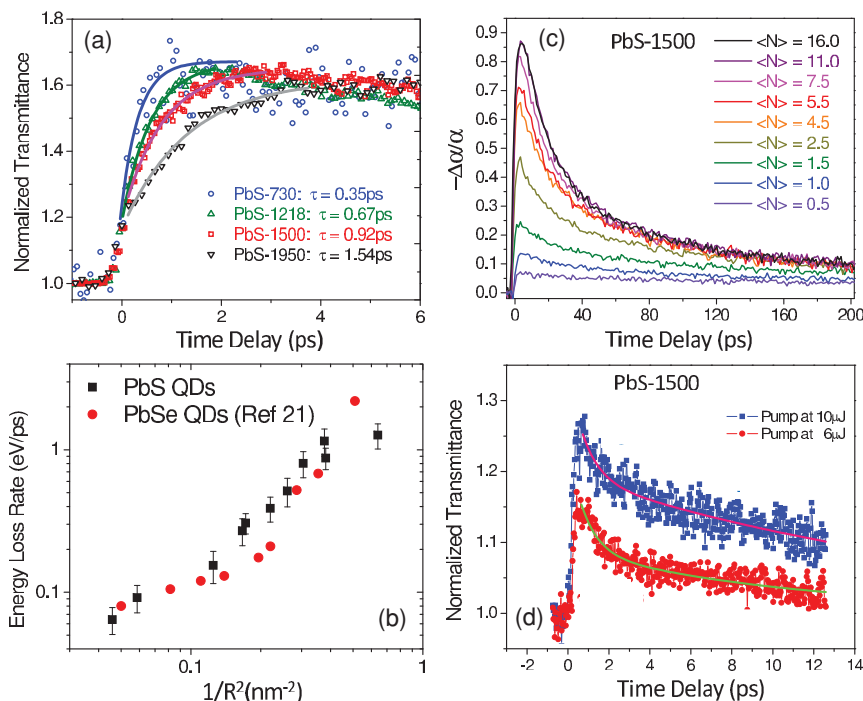 (a)
Normalized Transmittance
1.6
1.4
1.2
1.0
PbS-730: τ = 0.35ps
PbS-1218: τ = 0.67ps
PbS-1500: τ = 0.92ps
PbS-1950: τ = 1.54ps
0 2 4 6
Time Delay (ps)
(c)
PbS-1500
−Δα/α
0.9
0.8
0.7
0.6
0.5
0.4
0.3
0.2
0.1
0.0
<N> = 16.0
<N> = 11.0
<N> = 7.5
<N> = 5.5
<N> = 4.5
<N> = 2.5
<N> = 1.5
<N> = 1.0
<N> = 0.5
0 40 80 120 160 200
Time Delay (ps)
PbS QDs
PbSe QDs (Ref 21)
Energy Loss Rate (eV/ps)
1
0.1
(b)
0.1 1
1/R²(nm⁻²)
PbS-1500
Normalized Transmittance
1.3
1.2
1.1
1.0
Pump at 10µJ
Pump at 6µJ
(d)
-2 0 2 4 6 8 10 12 14
Time Delay (ps)